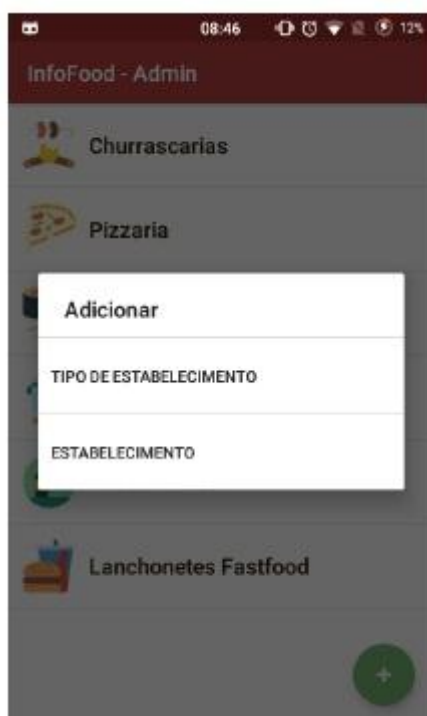 08:46
12%
InfoFood - Admin
Churrascarias
Pizzaria
Adicionar
TIPO DE ESTABELECIMENTO
ESTABELECIMENTO
Lanchonetes Fastfood
+